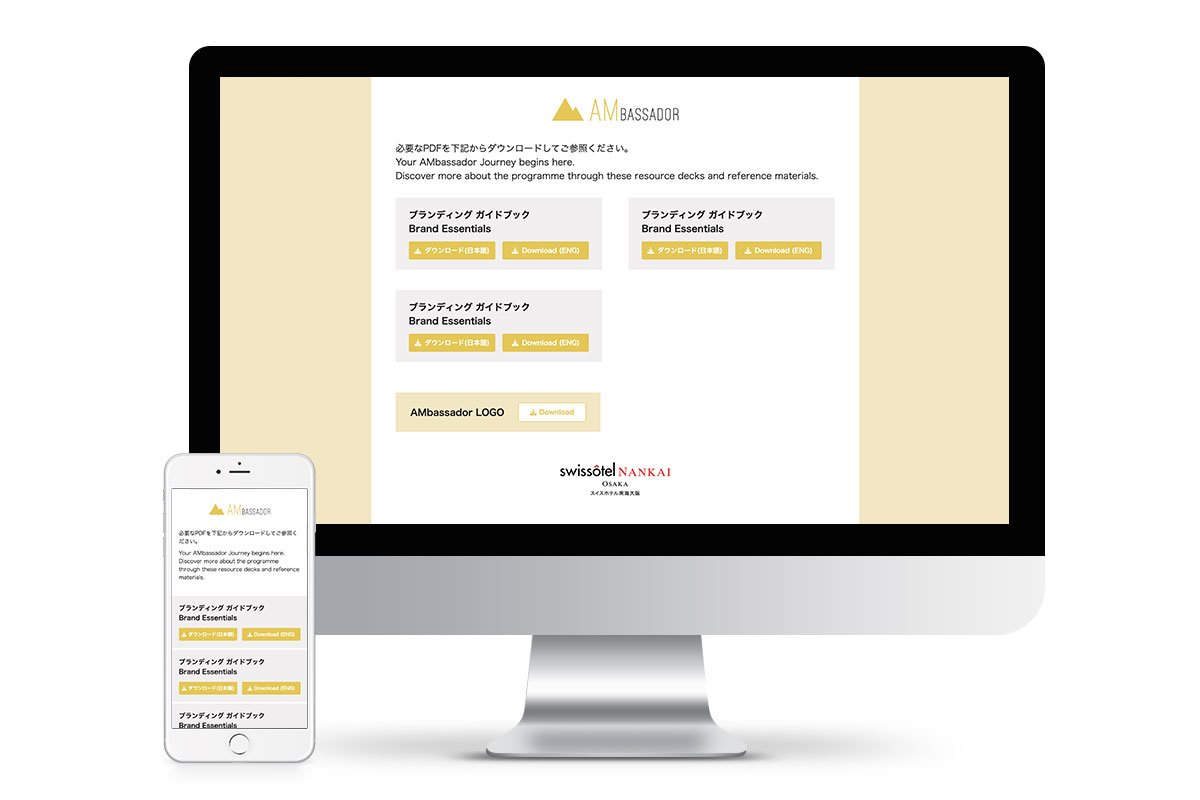 AMBASSADOR
必要なPDFを下記からダウンロードしてご参照ください。
Your AMbassador Journey begins here.
Discover more about the programme through these resource decks and reference materials.
ブランディング ガイドブック
Brand Essentials
ダウンロード(日本語) Download (ENG)
ブランディング ガイドブック
Brand Essentials
ダウンロード(日本語) Download (ENG)
ブランディング ガイドブック
Brand Essentials
ダウンロード(日本語) Download (ENG)
AMbassador LOGO Download
swissôtel NANKAI
OSAKA
スイスホテル南海大阪
AMBASSADOR
必要なPDFを下記からダウンロードしてご参照く
ださい。
Your AMbassador Journey begins here.
Discover more about the programme
through these resource decks and reference
materials.
ブランディング ガイドブック
Brand Essentials
ダウンロード(日本語) Download (ENG)
ブランディング ガイドブック
Brand Essentials
ダウンロード(日本語) Download (ENG)
ブランディング ガイドブック
Brand Essentials